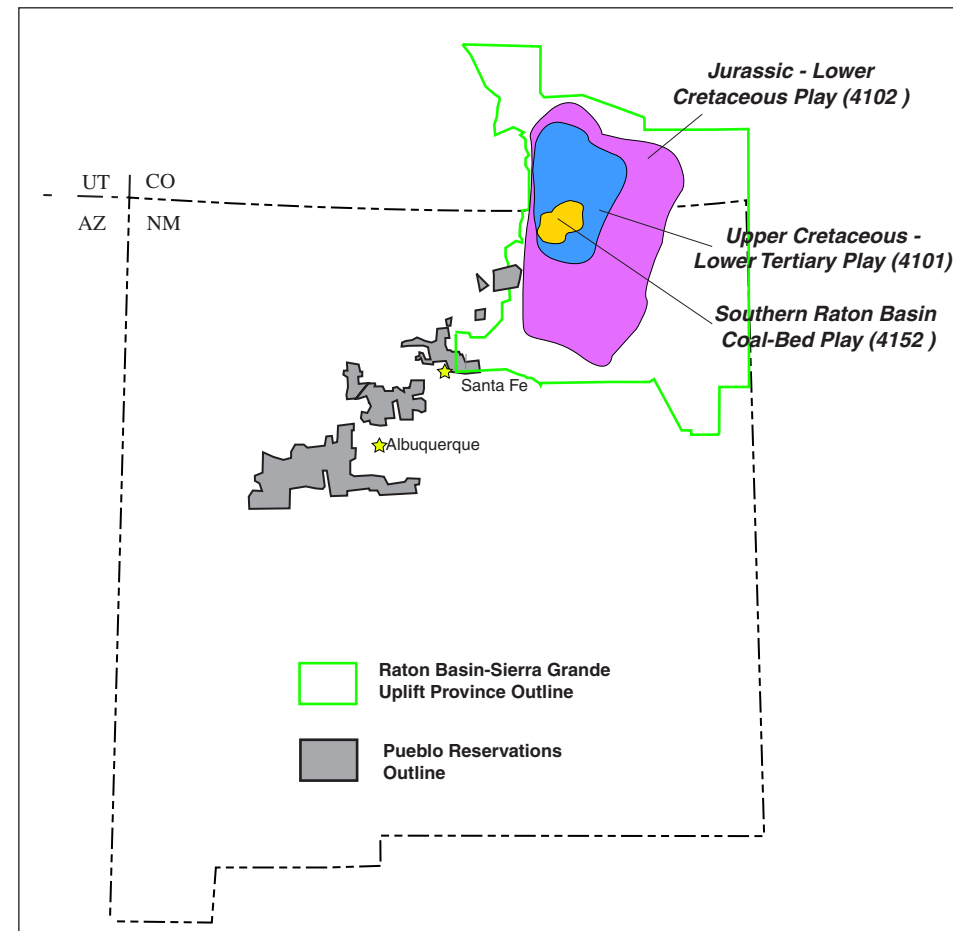 Jurassic - Lower
Cretaceous Play (4102 )
UT CO
AZ NM
Upper Cretaceous -
Lower Tertiary Play (4101)
Southern Raton Basin
Coal-Bed Play (4152 )
Santa Fe
Albuquerque
Raton Basin-Sierra Grande
Uplift Province Outline
Pueblo Reservations
Outline